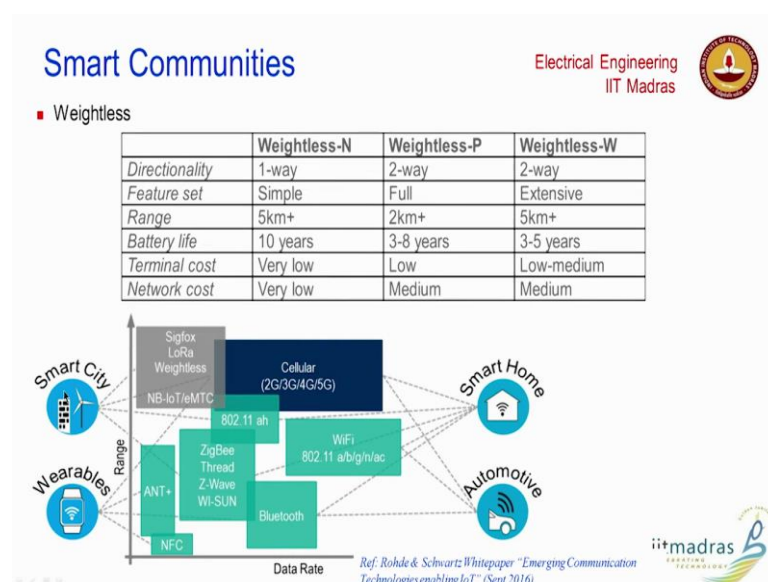 Smart Communities
Electrical Engineering
IIT Madras
Weightless
Weightless-N Weightless-P Weightless-W
Directionality 1-way 2-way 2-way
Feature set Simple Full Extensive
Range 5km+ 2km+ 5km+
Battery life 10 years 3-8 years 3-5 years
Terminal cost Very low Low Low-medium
Network cost Very low Medium Medium
Sigfox
LoRa
Weightless
NB-IoT/eMTC
Cellular
(2G/3G/4G/5G)
Smart City
Smart Home
802.11 ah
WiFi
802.11 a/b/g/n/ac
Range
ZigBee
Thread
Z-Wave
WI-SUN
Wearables
ANT+
Bluetooth
Automotive
NFC
Data Rate
iitmadras
Ref: Rohde & Schwartz Whitepaper "Emerging Communication
Technologies enabling IoT" (Sept 2016)